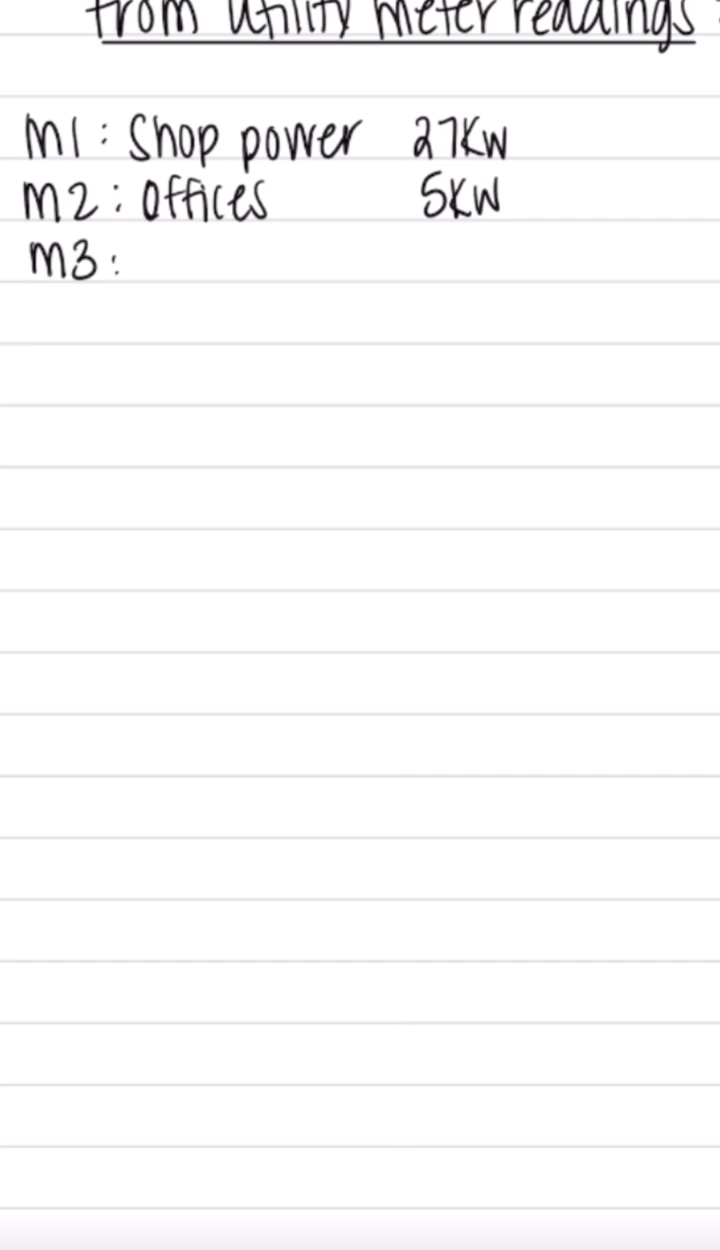 from utility meter readings :
M1 : Shop power 27KW
M2 : Offices 5KW
M3 :